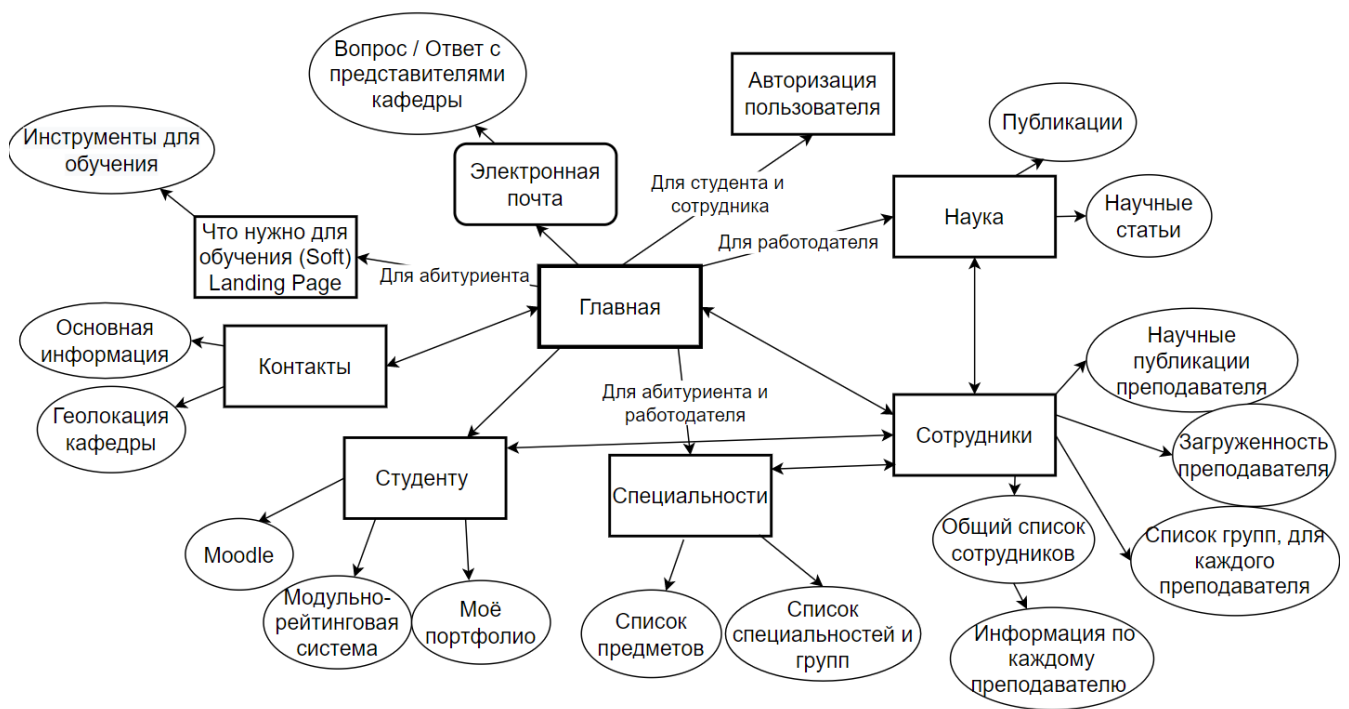 Вопрос / Ответ с
представителями
кафедры
Авторизация
пользователя
Публикации
Инструменты для
обучения
Электронная
почта
Для студента и
сотрудника
Наука
Научные
статьи
Что нужно для
обучения (Soft)
Landing Page
Для абитуриента
Для работодателя
Главная
Основная
информация
Контакты
Геолокация
кафедры
Для абитуриента и
работодателя
Научные
публикации
преподавателя
Сотрудники
Загруженность
преподавателя
Студенту
Специальности
Общий список
сотрудников
Список групп, для
каждого
преподавателя
Moodle
Модульно-
рейтинговая
система
Моё
портфолио
Список
предметов
Список
специальностей и
групп
Информация по
каждому
преподавателю